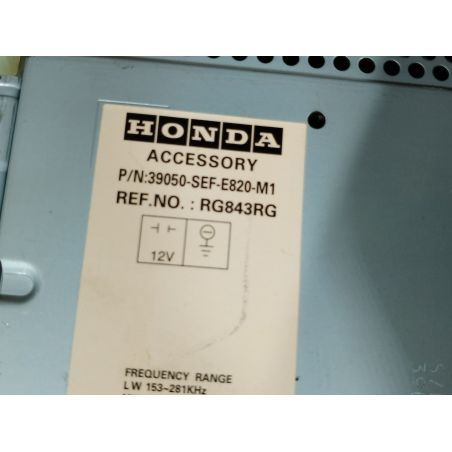 HONDA
ACCESSORY
P/N:39050-SEF-E820-M1
REF.NO. : RG843RG
12V
FREQUENCY RANGE
LW 153~281KHz